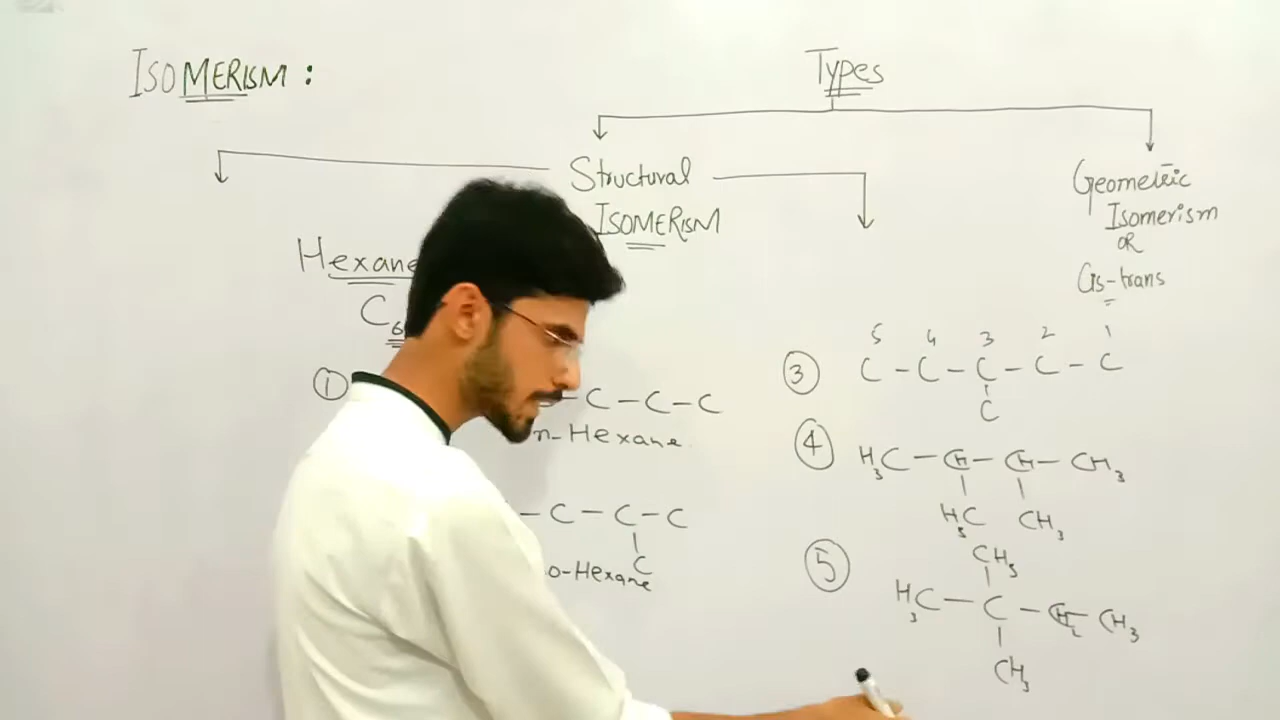 ISOMERISM :
Types
Structural
ISOMERISM
Geometric
Isomerism
OR
Cis-trans
Hexane
C6
①
C – C – C
n-Hexane
– C – C – C
C
o-Hexane
5 4 3 2 1
③ C – C – C – C – C
C
④ H3C – CH – CH – CH3
H3C CH3
⑤ CH3
H3C – C – CH2 – CH3
CH3